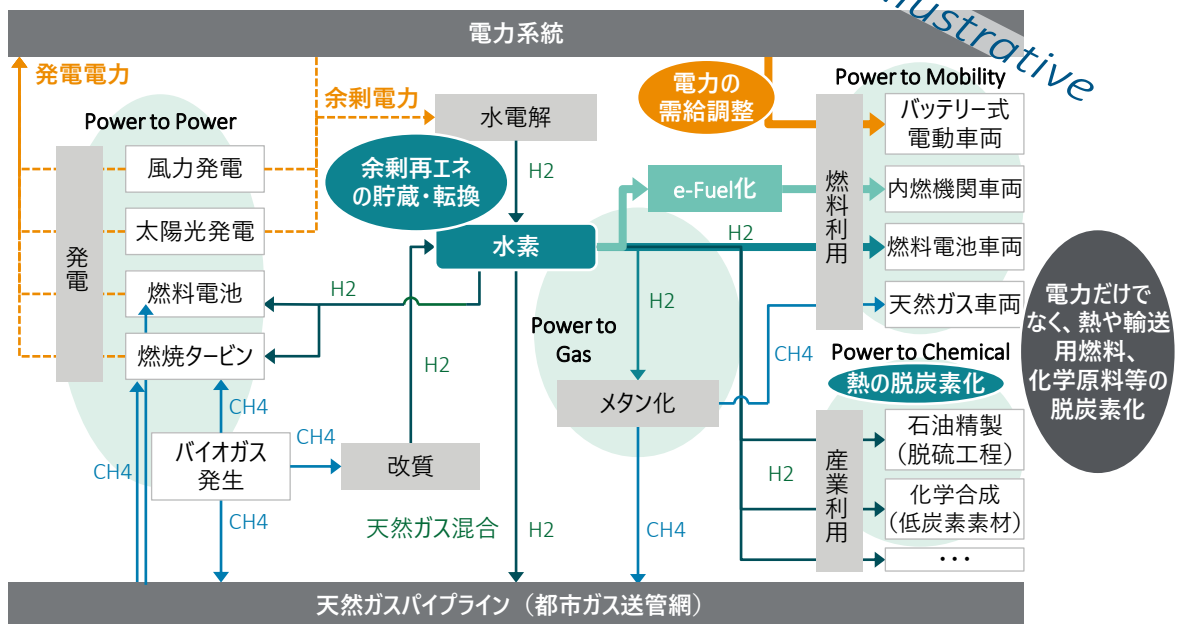 Illustrative
電力系統
発電電力
余剰電力
電力の
需給調整
Power to Mobility
Power to Power
水電解
バッテリー式
電動車両
発電
風力発電
余剰再エネ
の貯蔵・転換
H2
e-Fuel化
燃料利用
内燃機関車両
太陽光発電
水素
H2
燃料電池車両
燃料電池
H2
H2
天然ガス車両
電力だけで
なく、熱や輸送
用燃料、
化学原料等の
脱炭素化
Power to
Gas
燃焼タービン
H2
CH4
Power to Chemical
熱の脱炭素化
CH4
メタン化
バイオガス
発生
CH4
改質
CH4
産業利用
石油精製
(脱硫工程)
H2
化学合成
(低炭素素材)
CH4
天然ガス混合
H2
CH4
・・・
天然ガスパイプライン（都市ガス送管網）